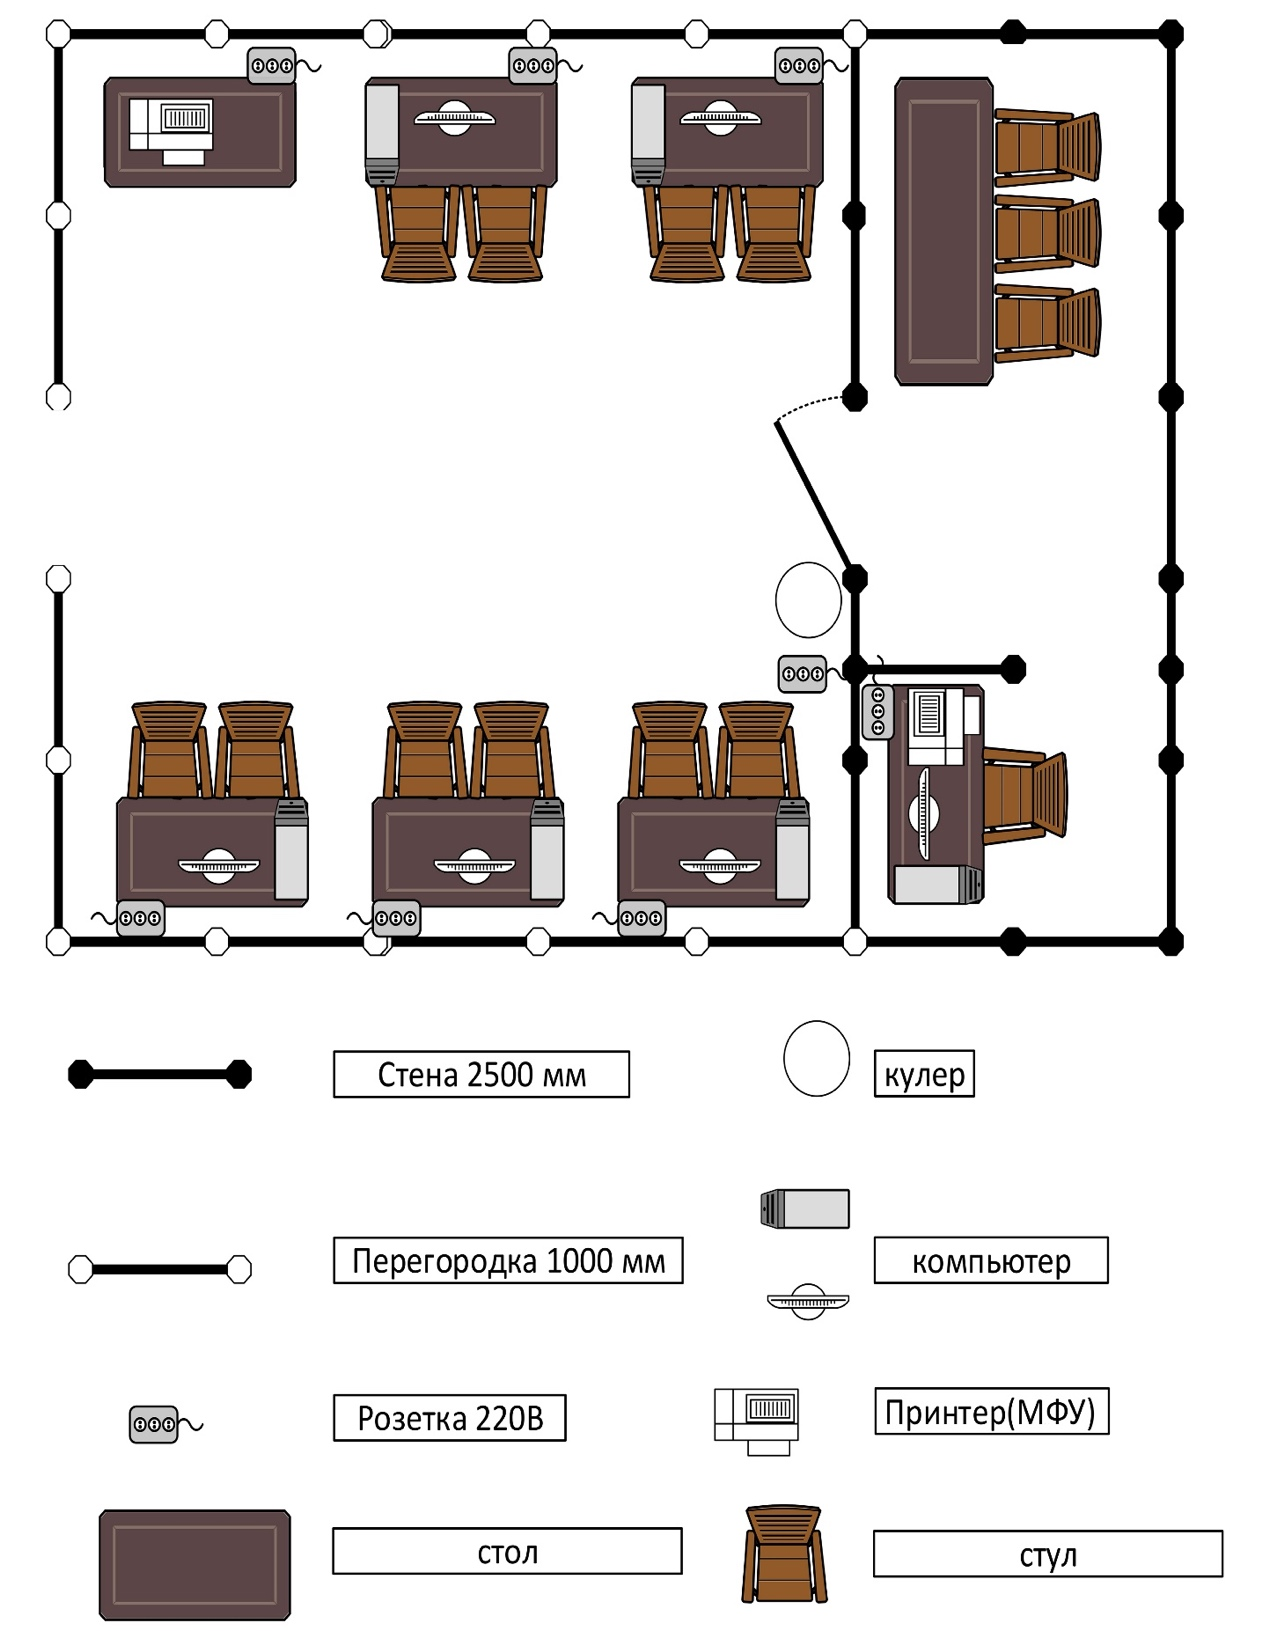 Стена 2500 мм
кулер
Перегородка 1000 мм
компьютер
Розетка 220В
Принтер(МФУ)
стол
стул